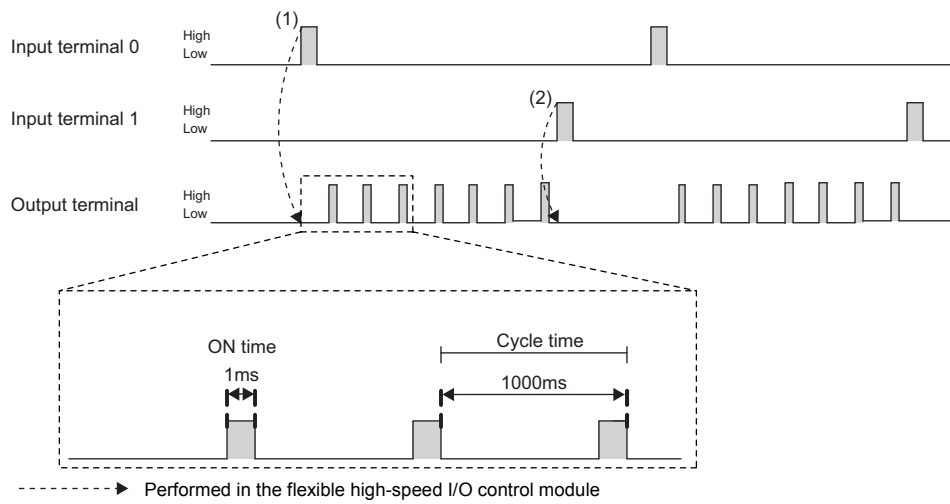 (1)
Input terminal 0
High
Low
(2)
Input terminal 1
High
Low
Output terminal
High
Low
ON time
1ms
Cycle time
1000ms
Performed in the flexible high-speed I/O control module